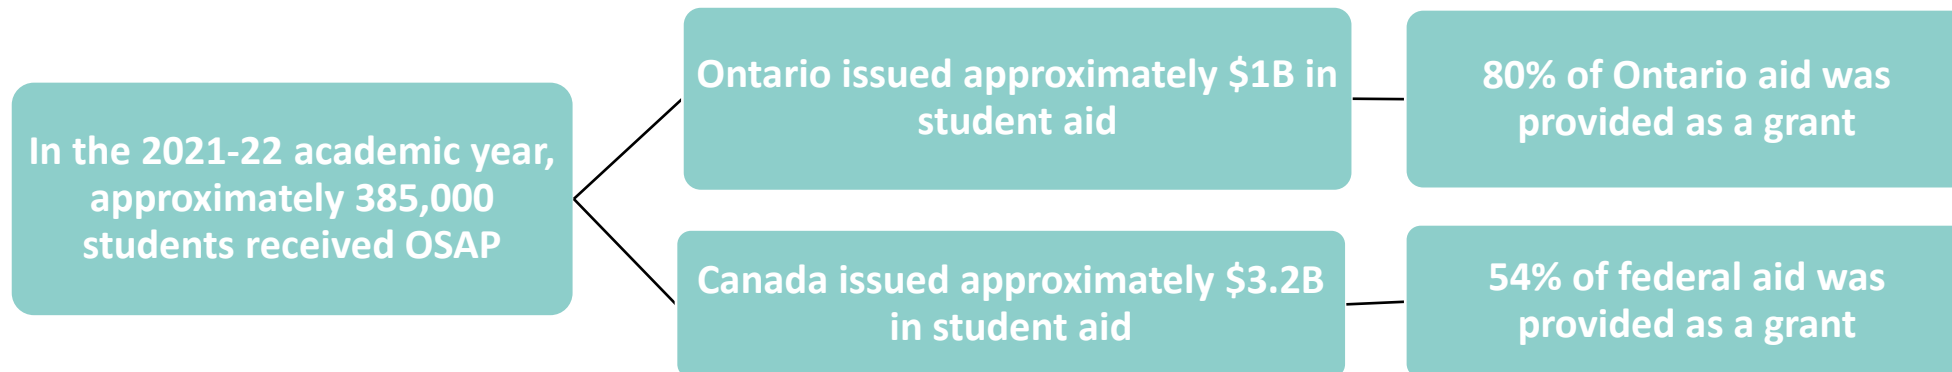 In the 2021-22 academic year,
approximately 385,000
students received OSAP
Ontario issued approximately $1B in
student aid
80% of Ontario aid was
provided as a grant
Canada issued approximately $3.2B
in student aid
54% of federal aid was
provided as a grant